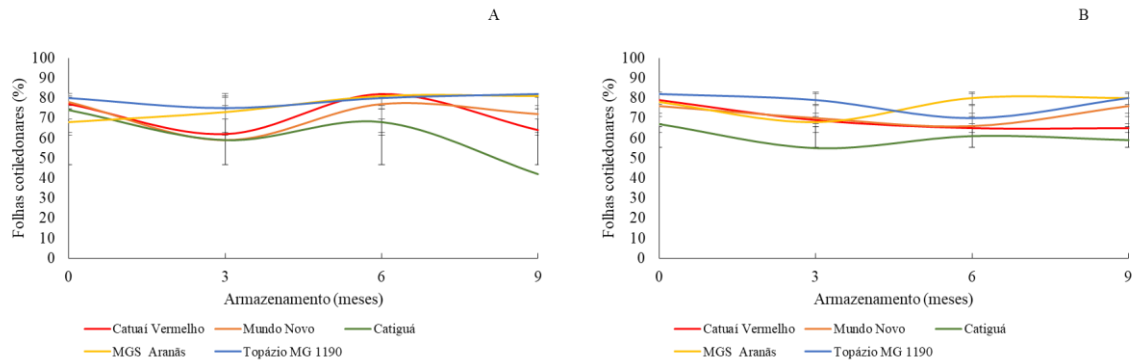 A
Folhas cotiledonares (%)
100
90
80
70
60
50
40
30
20
10
0
0 3 6 9
Armazenamento (meses)
Catuaí Vermelho Mundo Novo Catiguá
MGS Aranãs Topázio MG 1190
B
Folhas cotiledonares (%)
100
90
80
70
60
50
40
30
20
10
0
0 3 6 9
Armazenamento (meses)
Catuaí Vermelho Mundo Novo Catiguá
MGS Aranãs Topázio MG 1190